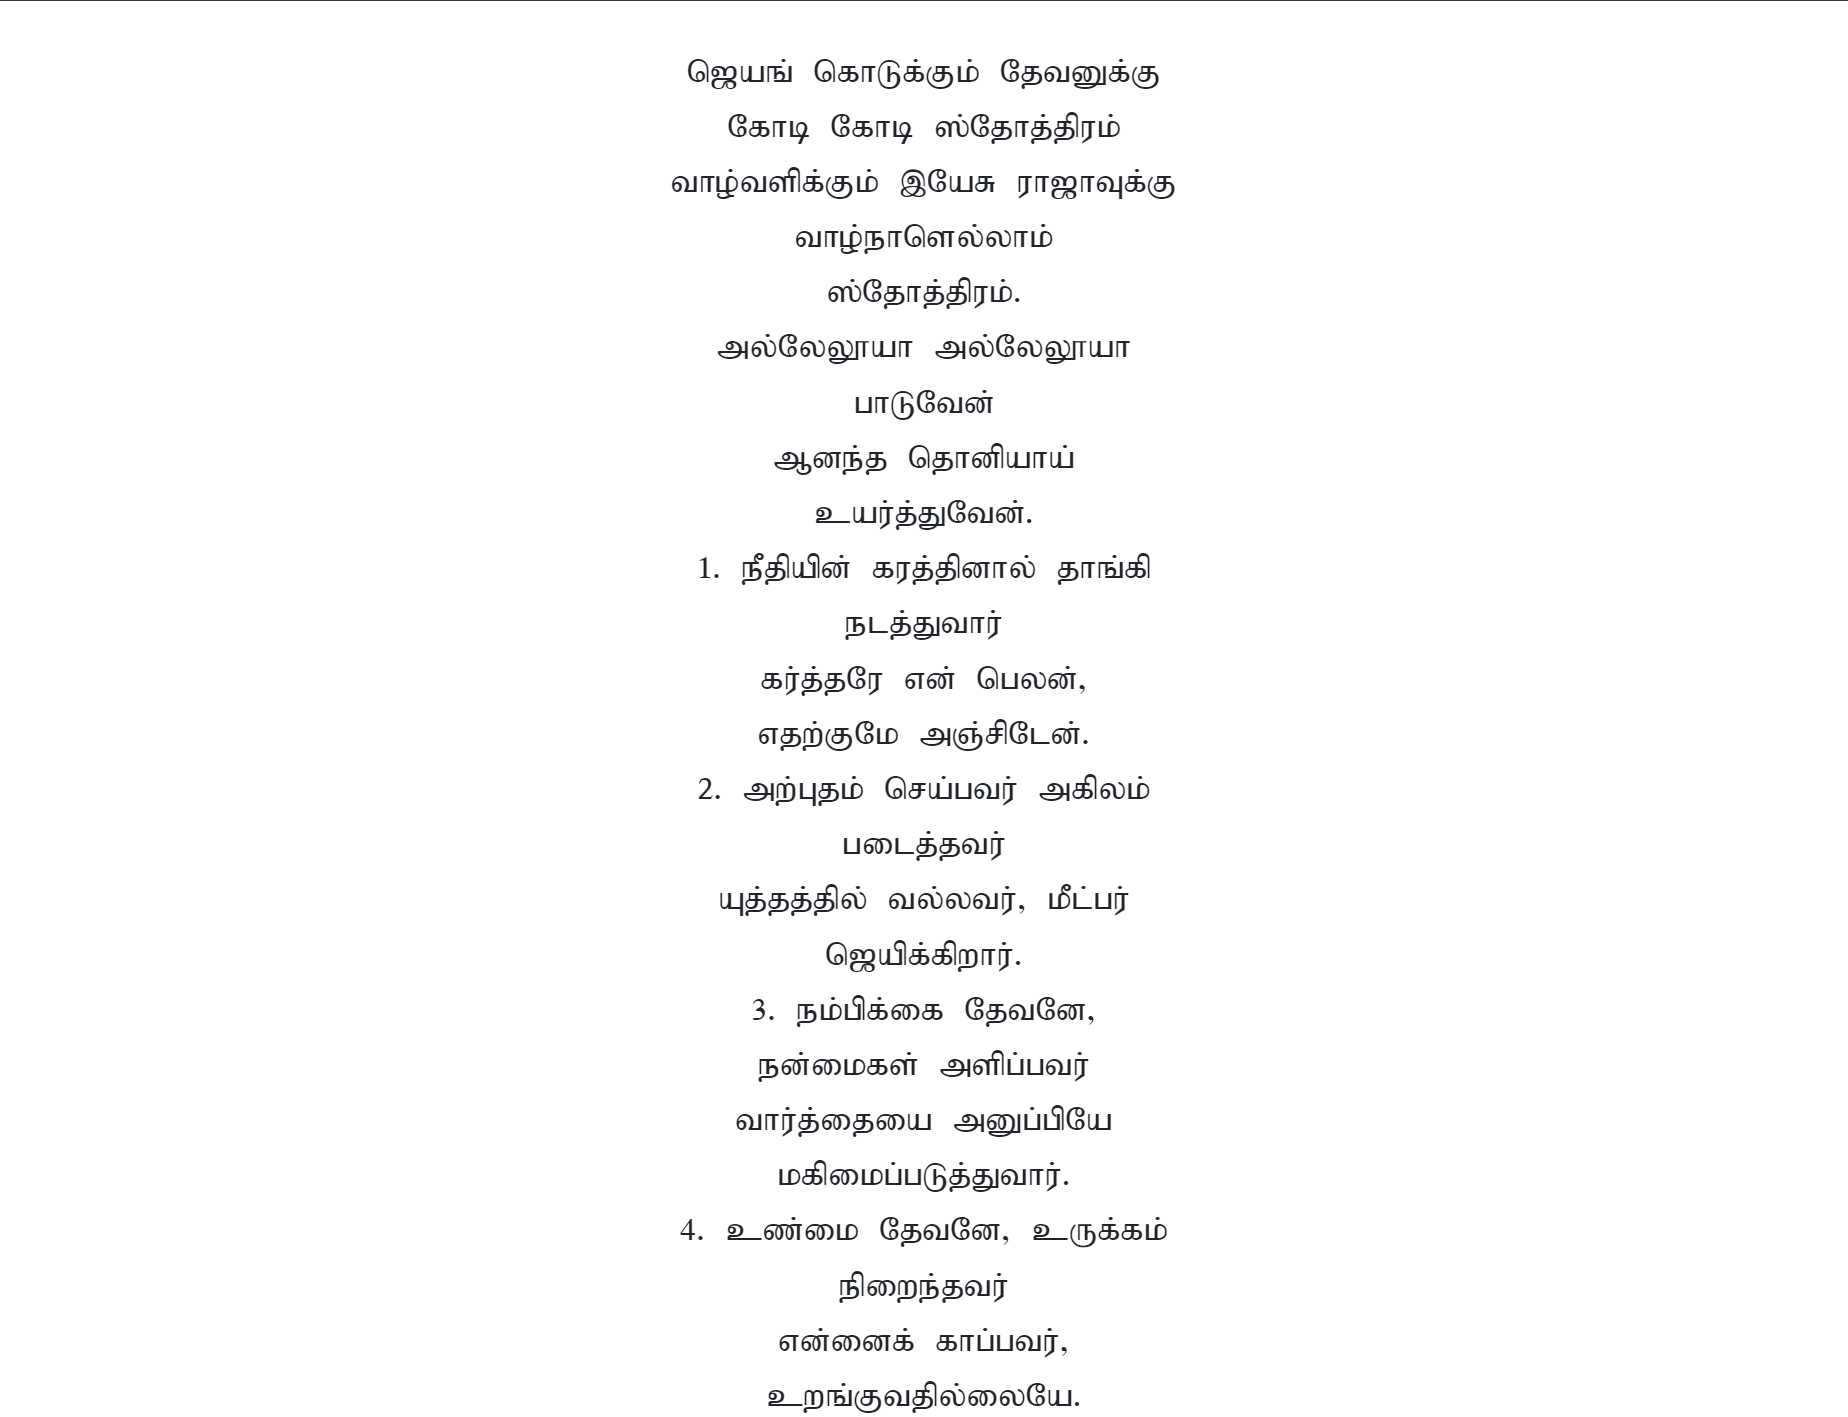 ஜெயங் கொடுக்கும் தேவனுக்கு
கோடி கோடி ஸ்தோத்திரம்
வாழ்வளிக்கும் இயேசு ராஜாவுக்கு
வாழ்நாளெல்லாம்
ஸ்தோத்திரம்.
அல்லேலூயா அல்லேலூயா
பாடுவேன்
ஆனந்த தொனியாய்
உயர்த்துவேன்.
1. நீதியின் கரத்தினால் தாங்கி
நடத்துவார்
கர்த்தரே என் பெலன்,
எதற்குமே அஞ்சிடேன்.
2. அற்புதம் செய்பவர் அகிலம்
படைத்தவர்
யுத்தத்தில் வல்லவர், மீட்பர்
ஜெயிக்கிறார்.
3. நம்பிக்கை தேவனே,
நன்மைகள் அளிப்பவர்
வார்த்தையை அனுப்பியே
மகிமைப்படுத்துவார்.
4. உண்மை தேவனே, உருக்கம்
நிறைந்தவர்
என்னைக் காப்பவர்,
உறங்குவதில்லையே.